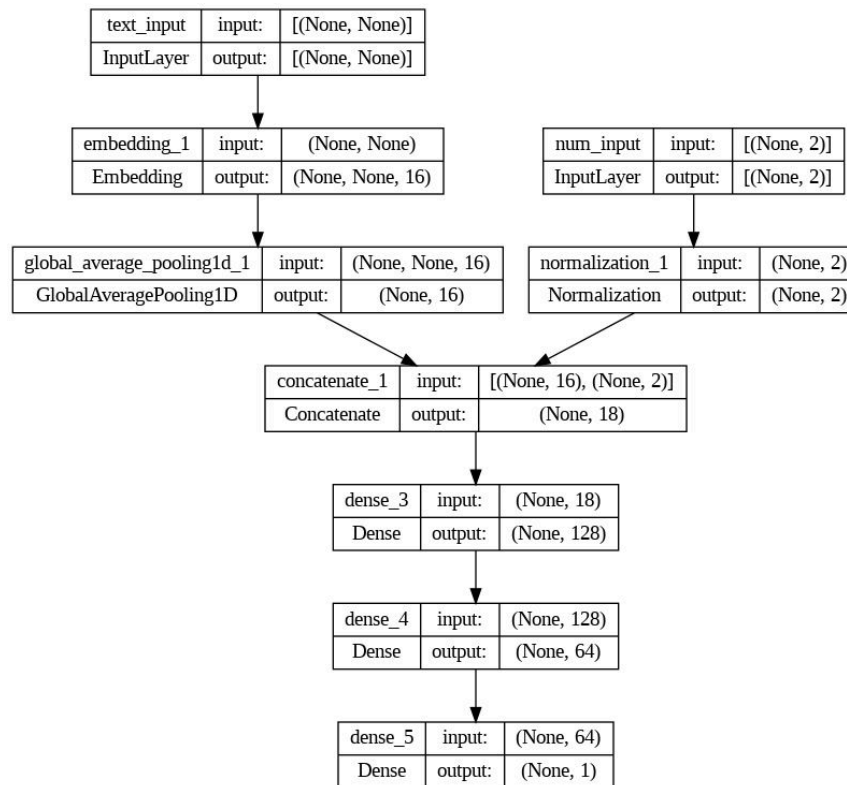 text_input input: [(None, None)]
InputLayer output: [(None, None)]
embedding_1 input: (None, None)
Embedding output: (None, None, 16)
num_input input: [(None, 2)]
InputLayer output: [(None, 2)]
global_average_pooling1d_1 input: (None, None, 16)
GlobalAveragePooling1D output: (None, 16)
normalization_1 input: (None, 2)
Normalization output: (None, 2)
concatenate_1 input: [(None, 16), (None, 2)]
Concatenate output: (None, 18)
dense_3 input: (None, 18)
Dense output: (None, 128)
dense_4 input: (None, 128)
Dense output: (None, 64)
dense_5 input: (None, 64)
Dense output: (None, 1)